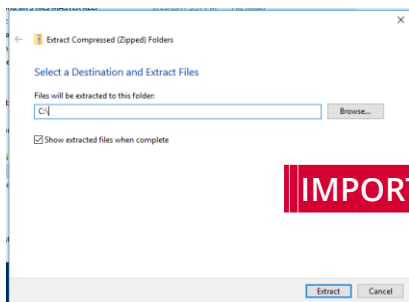 Extract Compressed (Zipped) Folders
Select a Destination and Extract Files
Files will be extracted to this folder:
C:\
Browse...
Show extracted files when complete
IMPORT
Extract
Cancel